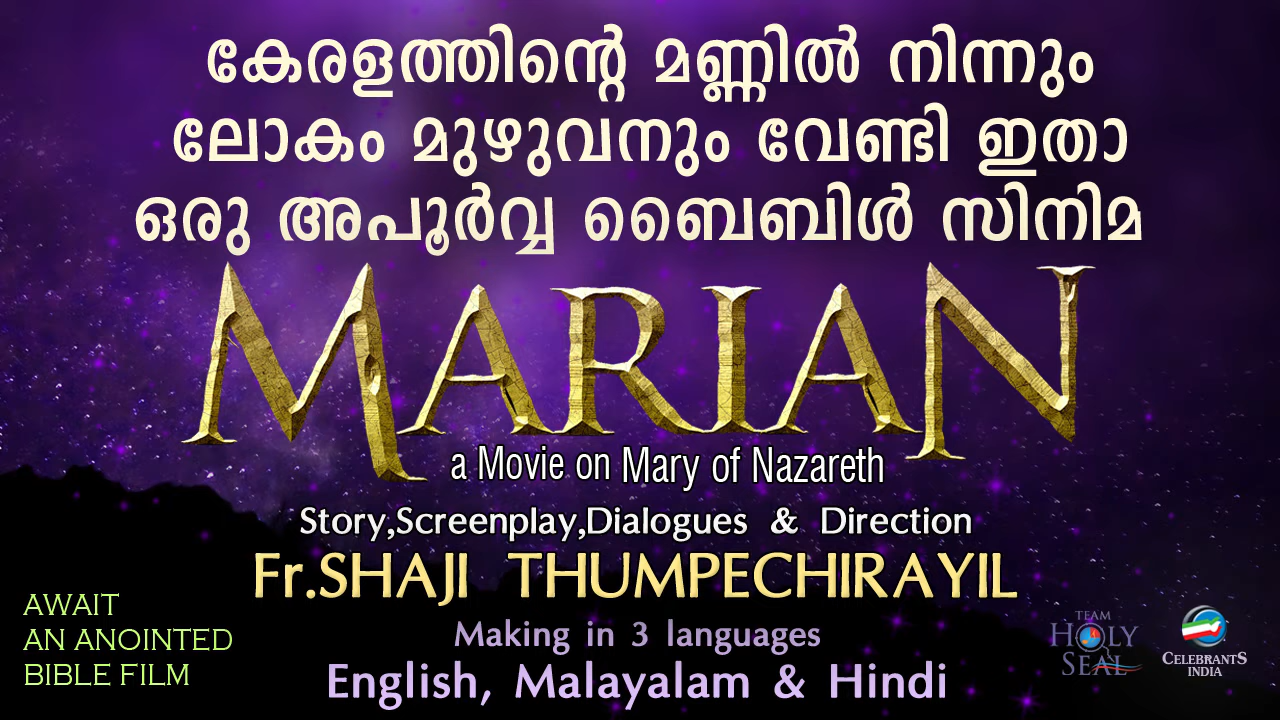 കേരളത്തിന്റെ മണ്ണിൽ നിന്നും
ലോകം മുഴുവനും വേണ്ടി ഇതാ
ഒരു അപൂർവ്വ ബൈബിൾ സിനിമ
MARIAN
a Movie on Mary of Nazareth
Story,Screenplay,Dialogues & Direction
Fr.SHAJI THUMPECHIRAYIL
AWAIT
AN ANOINTED
BIBLE FILM
Making in 3 languages
English, Malayalam & Hindi
TEAM
HOLY
SEAL
CELEBRANTS
INDIA